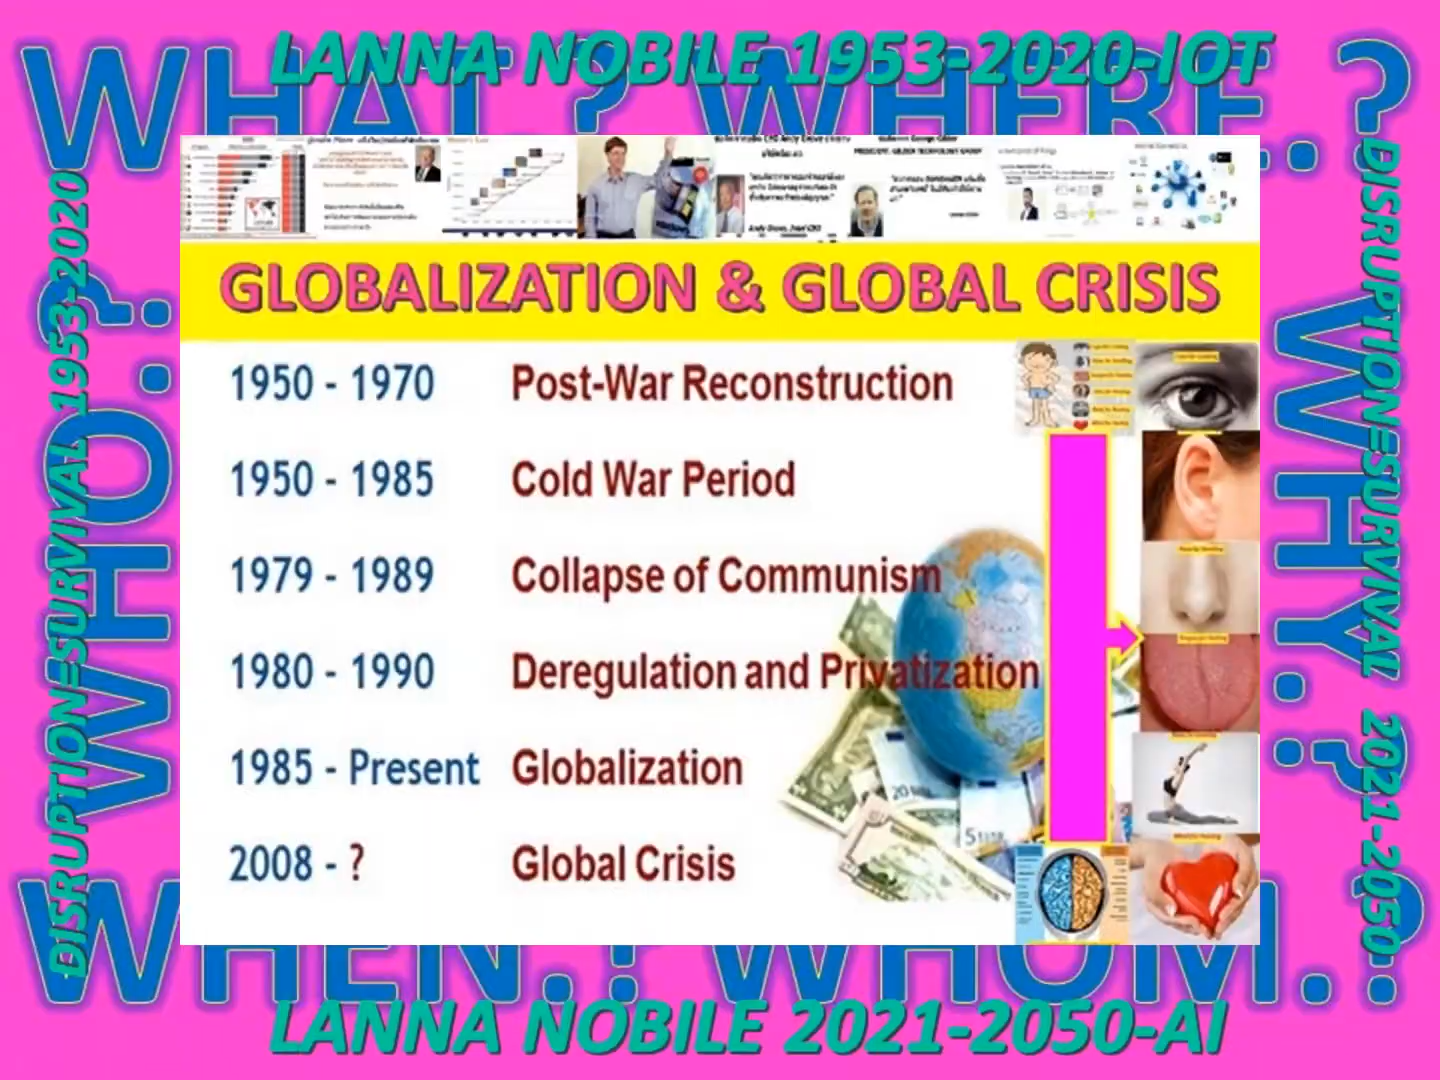 LANNA NOBILE 1953-2020-IOT
WHAT.? WHERE.?
GLOBALIZATION & GLOBAL CRISIS
1950 - 1970 Post-War Reconstruction
1950 - 1985 Cold War Period
1979 - 1989 Collapse of Communism
1980 - 1990 Deregulation and Privatization
1985 - Present Globalization
2008 - ? Global Crisis
WHO.?
DISRUPTION=SURVIVAL 1953-2020
WHY.?
DISRUPTION=SURVIVAL 2021-2050
WHEN.? WHOM.?
LANNA NOBILE 2021-2050-AI